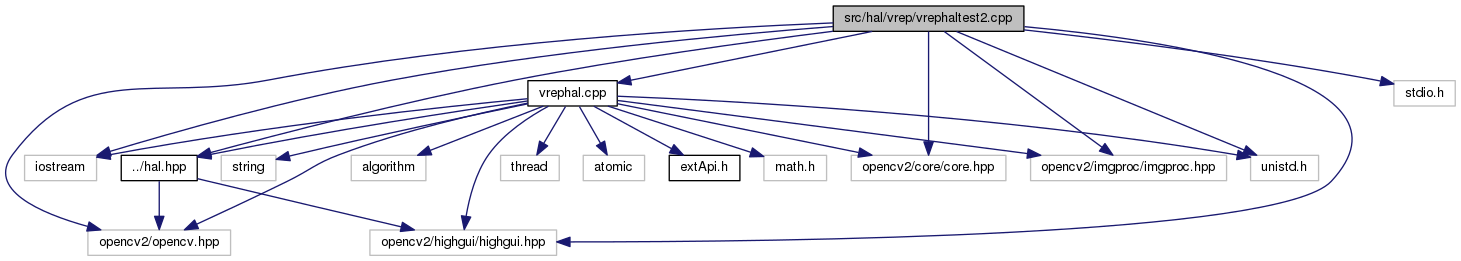 src/hal/vrep/vrephaltest2.cpp
vrephal.cpp
stdio.h
iostream
../hal.hpp
string
algorithm
thread
atomic
extApi.h
math.h
opencv2/core/core.hpp
opencv2/imgproc/imgproc.hpp
unistd.h
opencv2/opencv.hpp
opencv2/highgui/highgui.hpp